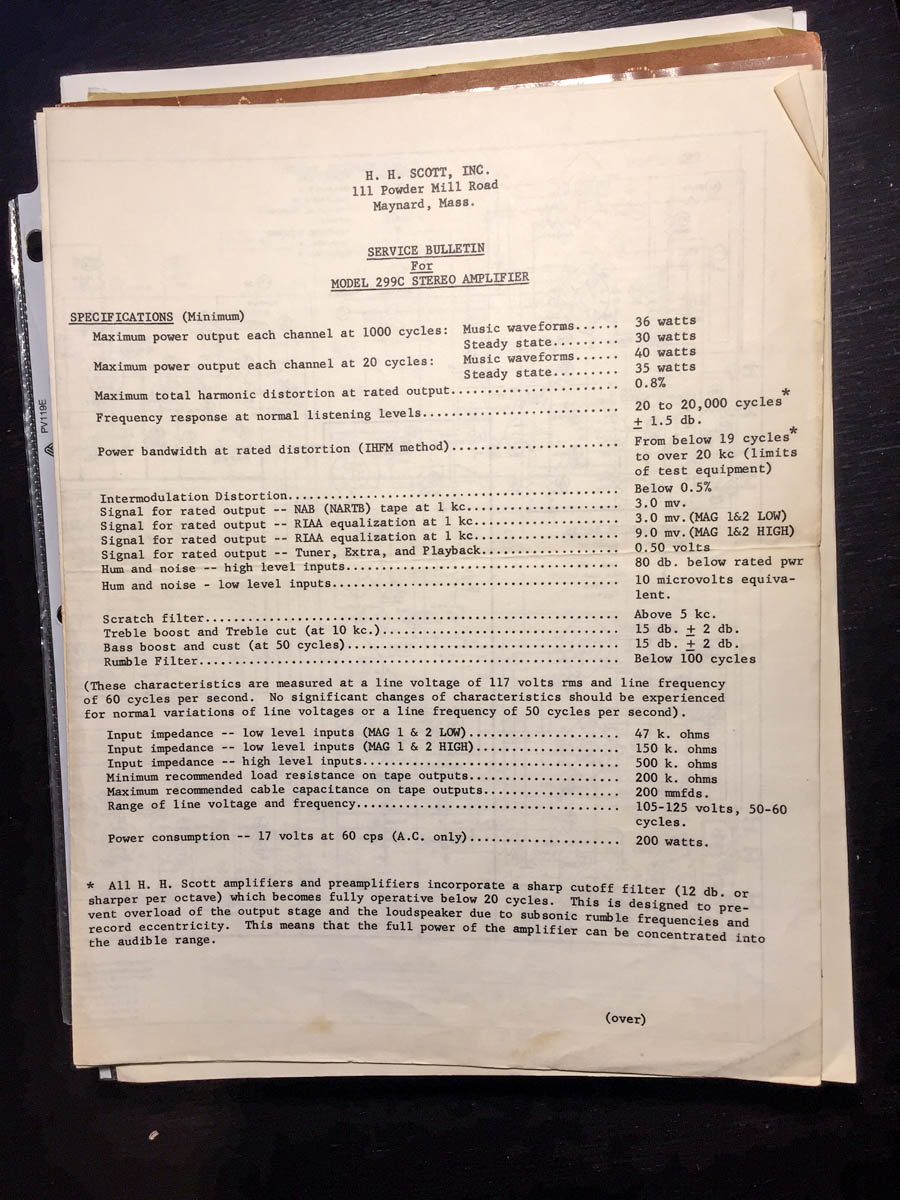 H. H. SCOTT, INC.
111 Powder Mill Road
Maynard, Mass.
SERVICE BULLETIN
For
MODEL 299C STEREO AMPLIFIER
SPECIFICATIONS (Minimum)
Maximum power output each channel at 1000 cycles: Music waveforms...... 36 watts
Steady state......... 30 watts
Maximum power output each channel at 20 cycles: Music waveforms...... 40 watts
Steady state......... 35 watts
Maximum total harmonic distortion at rated output....................... 0.8%
Frequency response at normal listening levels........................... 20 to 20,000 cycles*
± 1.5 db.
Power bandwidth at rated distortion (IHFM method)....................... From below 19 cycles*
to over 20 kc (limits
of test equipment)
Intermodulation Distortion.............................................. Below 0.5%
Signal for rated output -- NAB (NARTB) tape at 1 kc..................... 3.0 mv.
Signal for rated output -- RIAA equalization at 1 kc.................... 3.0 mv.(MAG 1&2 LOW)
Signal for rated output -- RIAA equalization at 1 kc.................... 9.0 mv.(MAG 1&2 HIGH)
Signal for rated output -- Tuner, Extra, and Playback................... 0.50 volts
Hum and noise -- high level inputs...................................... 80 db. below rated pwr
Hum and noise - low level inputs........................................ 10 microvolts equiva-
lent.
Scratch filter.......................................................... Above 5 kc.
Treble boost and Treble cut (at 10 kc.)................................. 15 db. ± 2 db.
Bass boost and cust (at 50 cycles)...................................... 15 db. ± 2 db.
Rumble Filter........................................................... Below 100 cycles
(These characteristics are measured at a line voltage of 117 volts rms and line frequency
of 60 cycles per second. No significant changes of characteristics should be experienced
for normal variations of line voltages or a line frequency of 50 cycles per second).
Input impedance -- low level inputs (MAG 1 & 2 LOW)..................... 47 k. ohms
Input impedance -- low level inputs (MAG 1 & 2 HIGH).................... 150 k. ohms
Input impedance -- high level inputs.................................... 500 k. ohms
Minimum recommended load resistance on tape outputs..................... 200 k. ohms
Maximum recommended cable capacitance on tape outputs................... 200 mmfds.
Range of line voltage and frequency..................................... 105-125 volts, 50-60
cycles.
Power consumption -- 17 volts at 60 cps (A.C. only)..................... 200 watts.
* All H. H. Scott amplifiers and preamplifiers incorporate a sharp cutoff filter (12 db. or
sharper per octave) which becomes fully operative below 20 cycles. This is designed to pre-
vent overload of the output stage and the loudspeaker due to subsonic rumble frequencies and
record eccentricity. This means that the full power of the amplifier can be concentrated into
the audible range.
(over)
PV119E